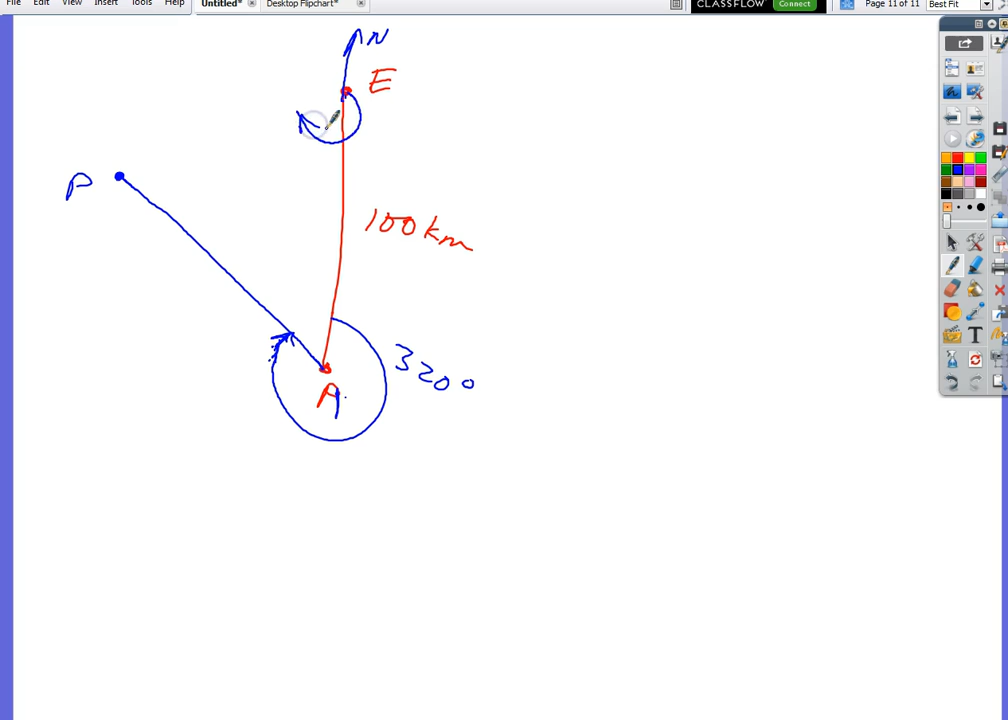 File Edit View Insert Tools Help
Untitled* Desktop Flipchart*
CLASSFLOW Connect Page 11 of 11 Best Fit
N
E
P
100 km
320°
A
T